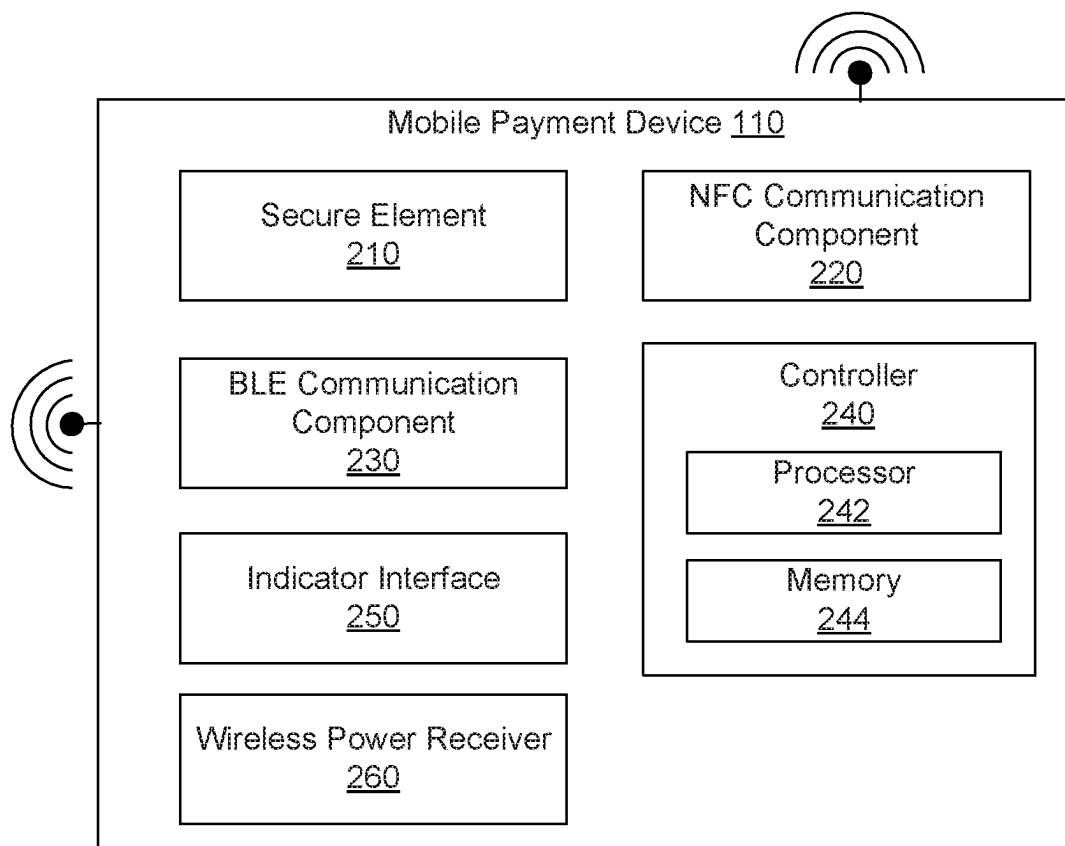 Mobile Payment Device 110
Secure Element
210
NFC Communication
Component
220
BLE Communication
Component
230
Controller
240
Processor
242
Memory
244
Indicator Interface
250
Wireless Power Receiver
260